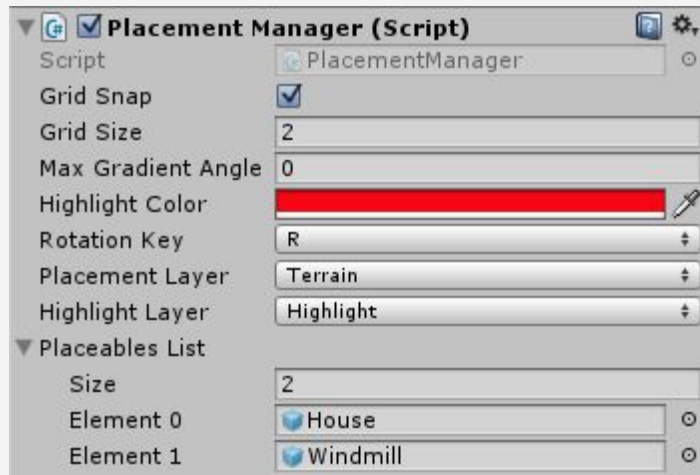 Placement Manager (Script)
Script PlacementManager
Grid Snap
Grid Size 2
Max Gradient Angle 0
Highlight Color
Rotation Key R
Placement Layer Terrain
Highlight Layer Highlight
Placeables List
Size 2
Element 0 House
Element 1 Windmill